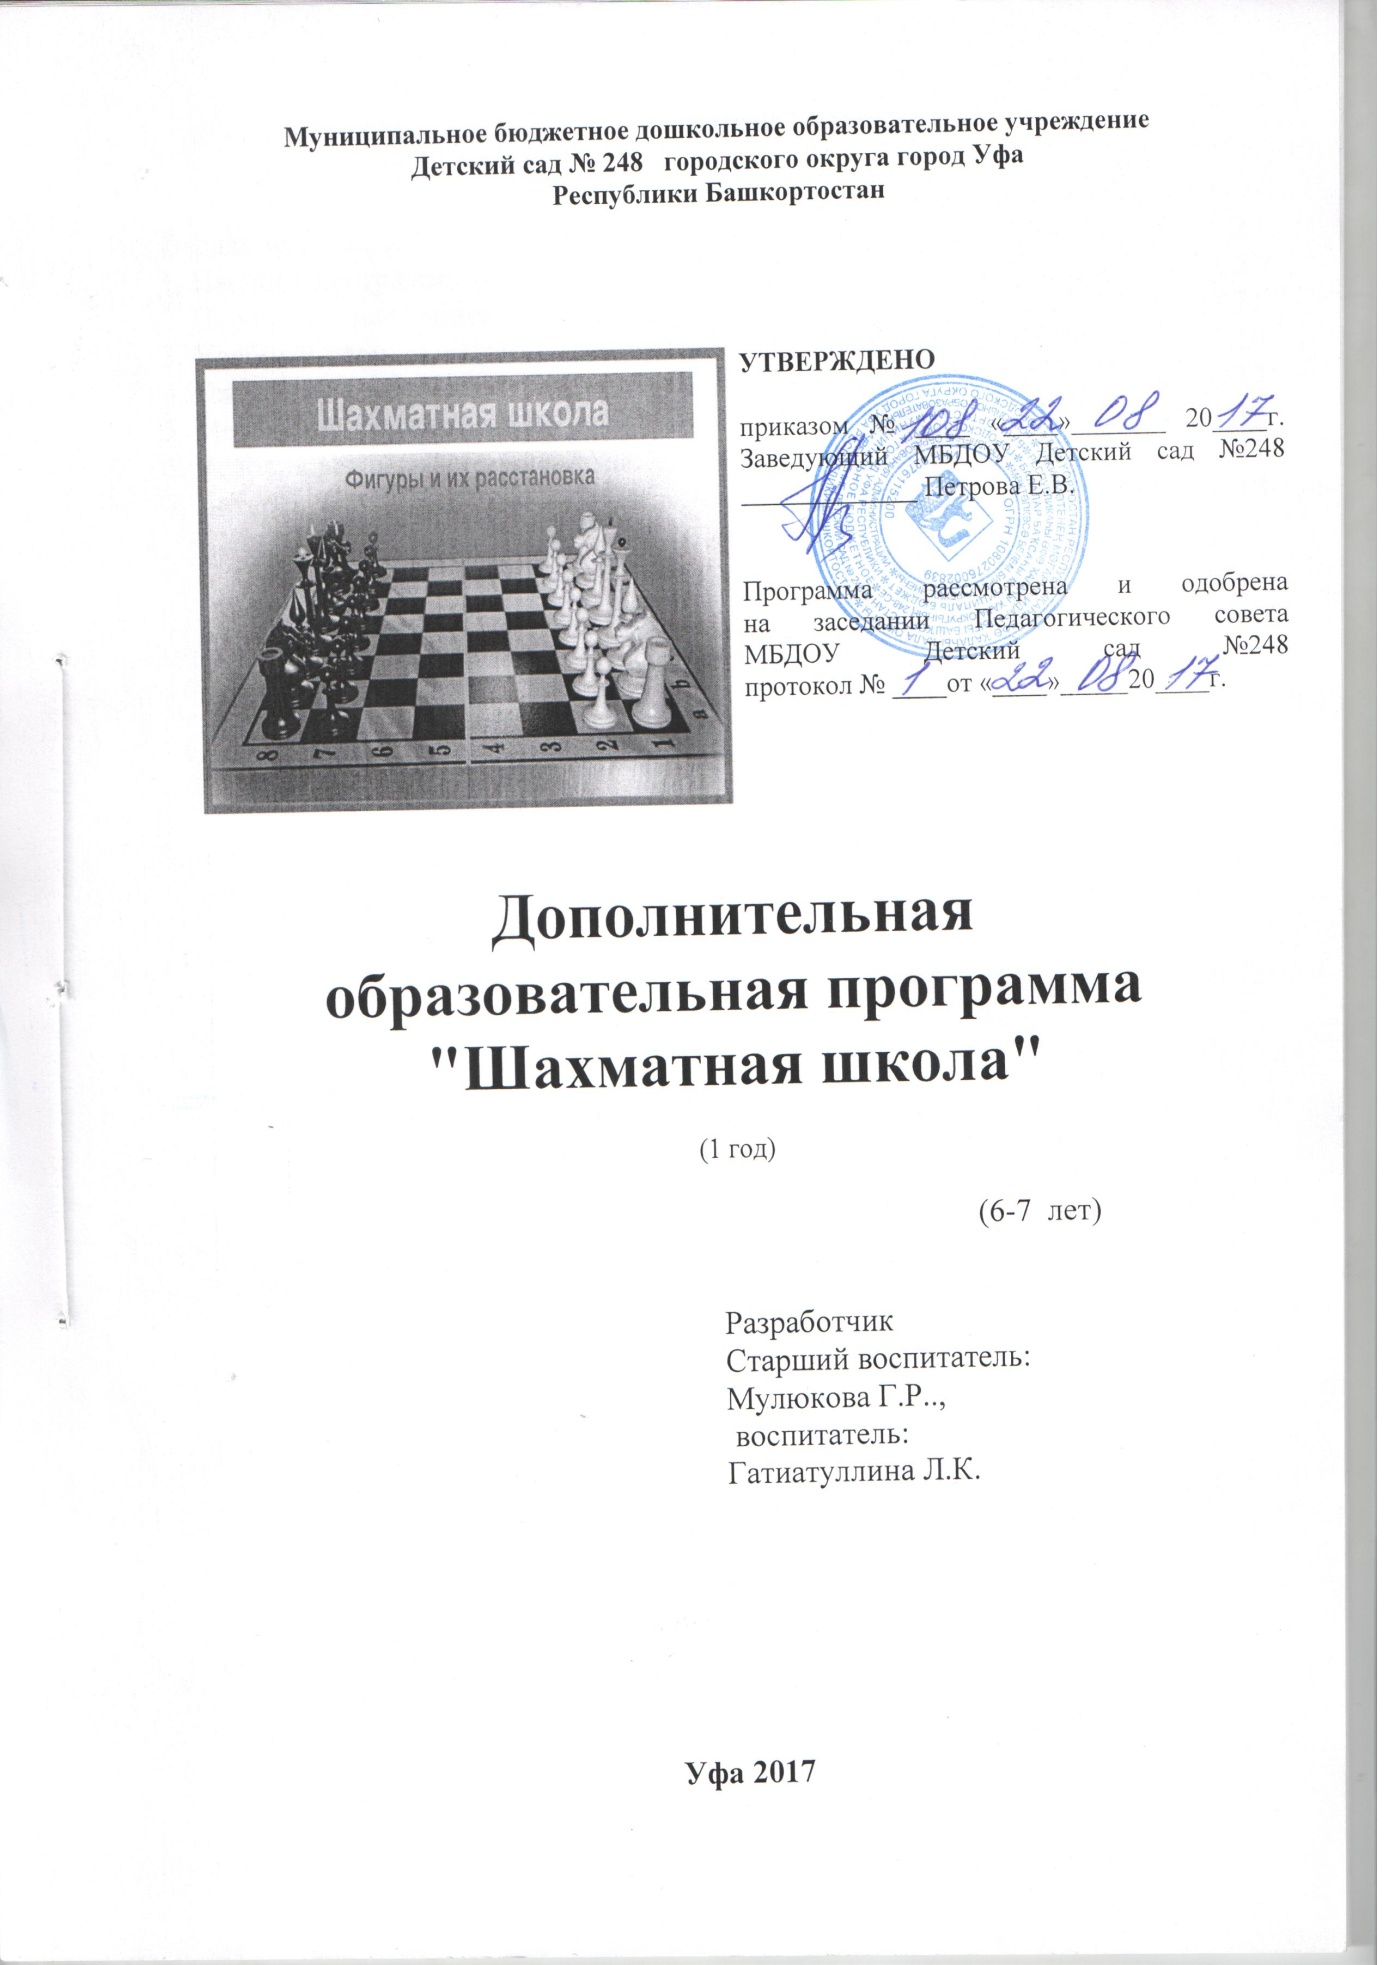 Муниципальное бюджетное дошкольное образовательное учреждение
Детский сад № 248 городского округа город Уфа
Республики Башкортостан
Шахматная школа
Фигуры и их расстановка
8 7 6 5 4 3 2 1
a
b
УТВЕРЖДЕНО
приказом № 108 «22» 08 2017г.
Заведующий МБДОУ Детский сад №248
____________ Петрова Е.В.
ОГРН 1080276002839
Программа рассмотрена и одобрена
на заседании Педагогического совета
МБДОУ Детский сад №248
протокол № 1 от «22» 08 2017г.
Дополнительная
образовательная программа
"Шахматная школа"
(1 год)
(6-7 лет)
Разработчик
Старший воспитатель:
Мулюкова Г.Р..,
воспитатель:
Гатиатуллина Л.К.
Уфа 2017